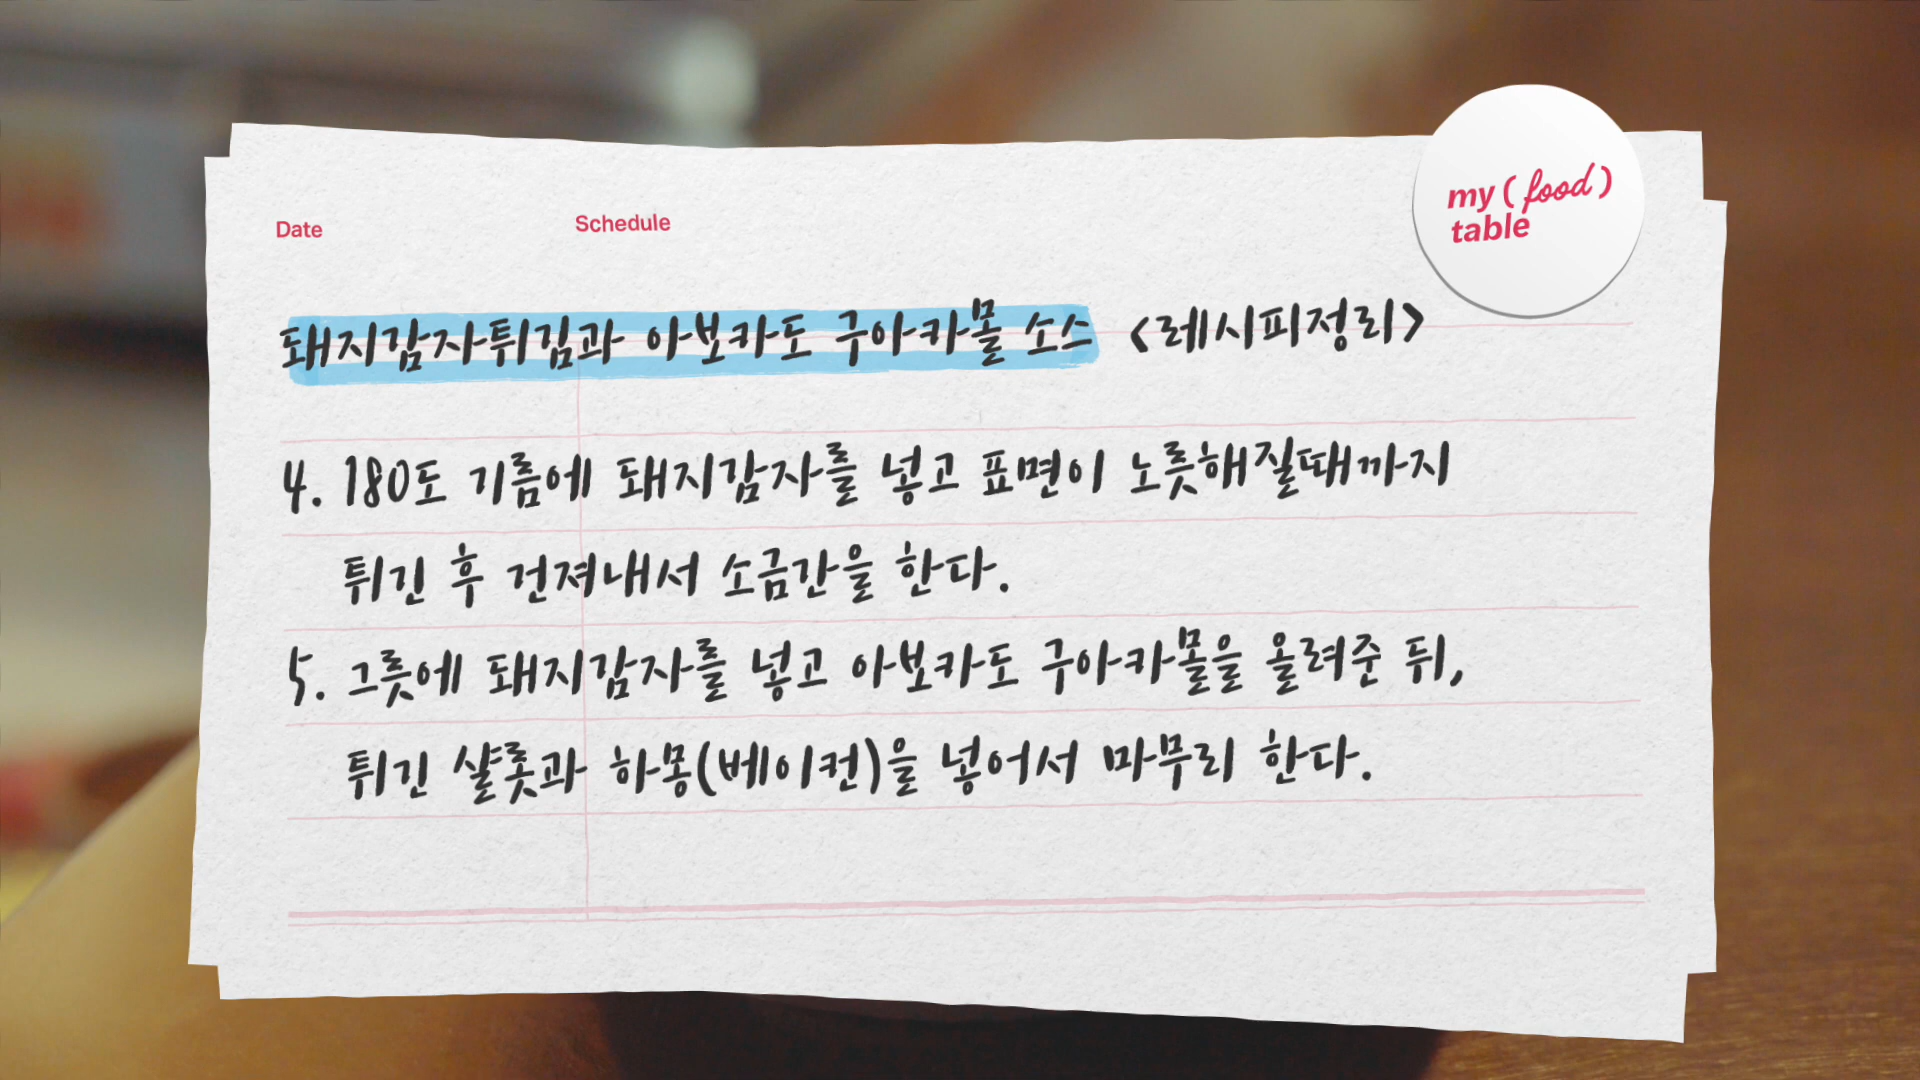 my (food)
table
Date
Schedule
돼지감자튀김과 아보카도 구아카몰 소스 <레시피정리>
4. 180도 기름에 돼지감자를 넣고 표면이 노릇해질때까지
튀긴 후 건져내서 소금간을 한다.
5. 그릇에 돼지감자를 넣고 아보카도 구아카몰을 올려준 뒤,
튀긴 샬롯과 하몽(베이컨)을 넣어서 마무리 한다.